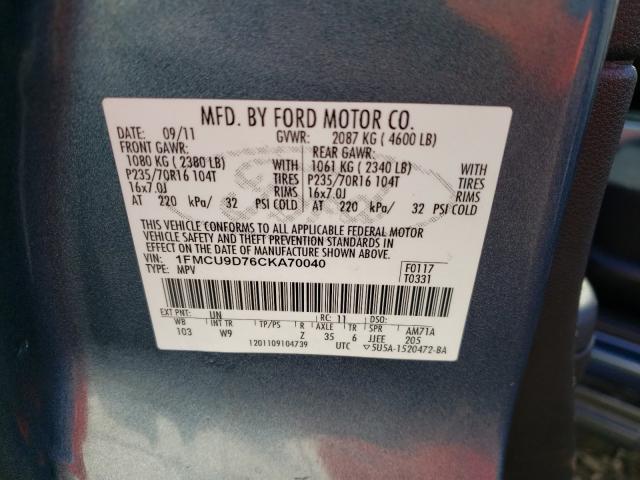 MFD. BY FORD MOTOR CO.
DATE: 09/11 GVWR: 2087 KG ( 4600 LB)
FRONT GAWR: REAR GAWR:
1080 KG ( 2380 LB) WITH 1061 KG ( 2340 LB) WITH
P235/70R16 104T TIRES P235/70R16 104T TIRES
16x7.0J RIMS 16x7.0J RIMS
AT 220 kPa/ 32 PSI COLD AT 220 kPa/ 32 PSI COLD
Ford
THIS VEHICLE CONFORMS TO ALL APPLICABLE FEDERAL MOTOR
VEHICLE SAFETY AND THEFT PREVENTION STANDARDS IN
EFFECT ON THE DATE OF MANUFACTURE SHOWN ABOVE.
VIN: 1FMCU9D76CKA70040 F0117
TYPE: MPV T0331
EXT PNT: UN RC: 11 DSO:
WB INT TR TP/PS R AXLE TR SPR AM71A
103 W9 Z 35 6 JJEE 205
1201109104739 UTC ▽5U5A-1520472-BA